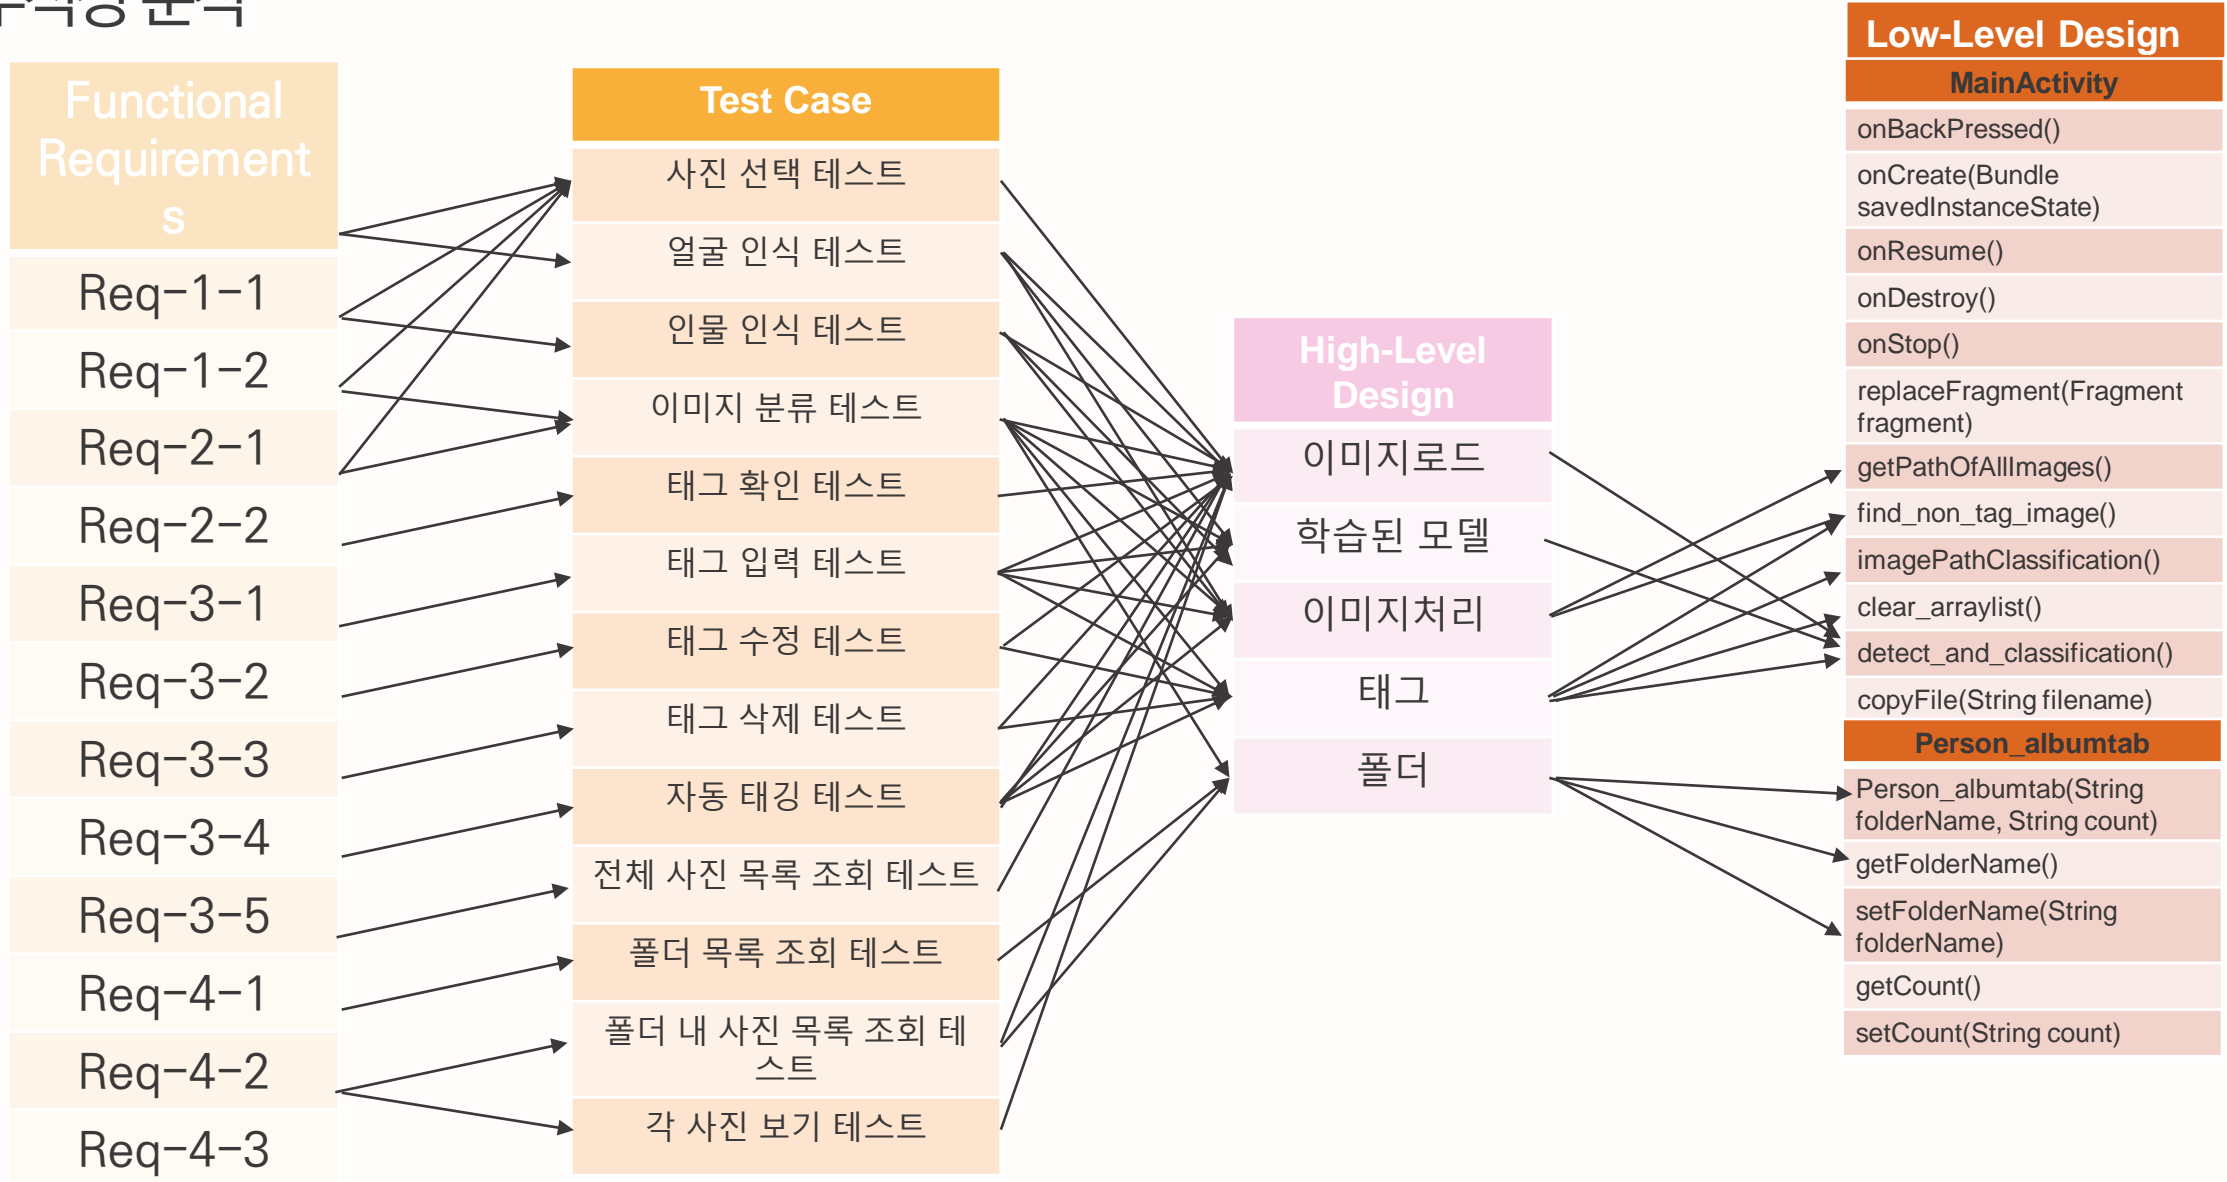 추적성 분석
Functional
Requirement
s
Req-1-1
Req-1-2
Req-2-1
Req-2-2
Req-3-1
Req-3-2
Req-3-3
Req-3-4
Req-3-5
Req-4-1
Req-4-2
Req-4-3
Test Case
사진 선택 테스트
얼굴 인식 테스트
인물 인식 테스트
이미지 분류 테스트
태그 확인 테스트
태그 입력 테스트
태그 수정 테스트
태그 삭제 테스트
자동 태깅 테스트
전체 사진 목록 조회 테스트
폴더 목록 조회 테스트
폴더 내 사진 목록 조회 테
스트
각 사진 보기 테스트
High-Level
Design
이미지로드
학습된 모델
이미지처리
태그
폴더
Low-Level Design
MainActivity
onBackPressed()
onCreate(Bundle
savedInstanceState)
onResume()
onDestroy()
onStop()
replaceFragment(Fragment
fragment)
getPathOfAllImages()
find_non_tag_image()
imagePathClassification()
clear_arraylist()
detect_and_classification()
copyFile(String filename)
Person_albumtab
Person_albumtab(String
folderName, String count)
getFolderName()
setFolderName(String
folderName)
getCount()
setCount(String count)